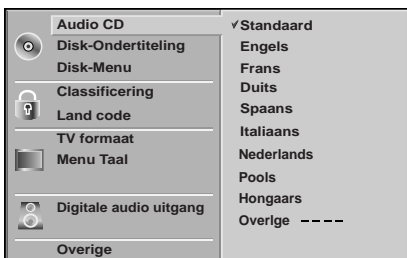 Audio CD
Disk-Ondertiteling
Disk-Menu
Classificering
Land code
TV formaat
Menu Taal
Digitale audio uitgang
Overige
✓Standaard
Engels
Frans
Duits
Spaans
Italiaans
Nederlands
Pools
Hongaars
Overlge – – – –